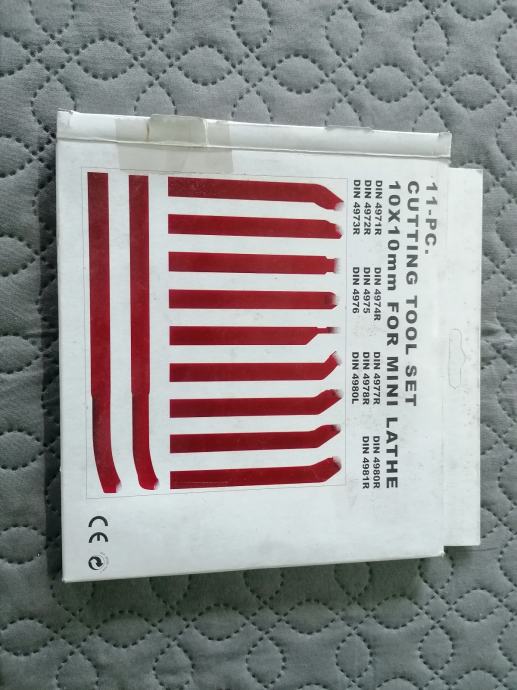 11-PC.
CUTTING TOOL SET
10X10mm FOR MINI LATHE
DIN 4971R DIN 4974R DIN 4977R DIN 4980R
DIN 4972R DIN 4975 DIN 4978R DIN 4981R
DIN 4973R DIN 4976 DIN 4980L
CE